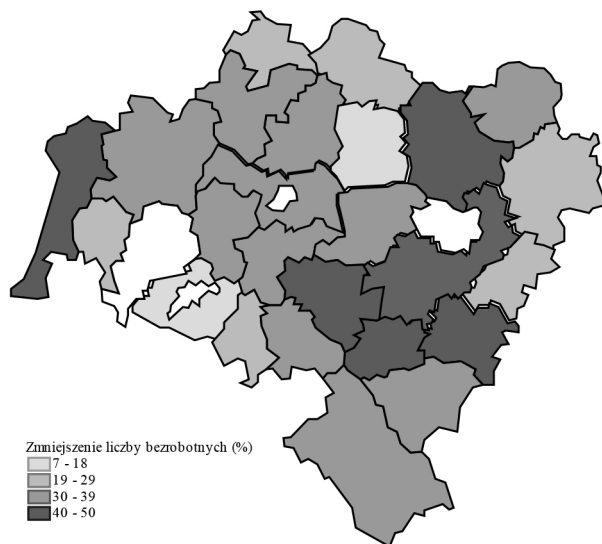 Zmniejszenie liczby bezrobotnych (%)
7 - 18
19 - 29
30 - 39
40 - 50